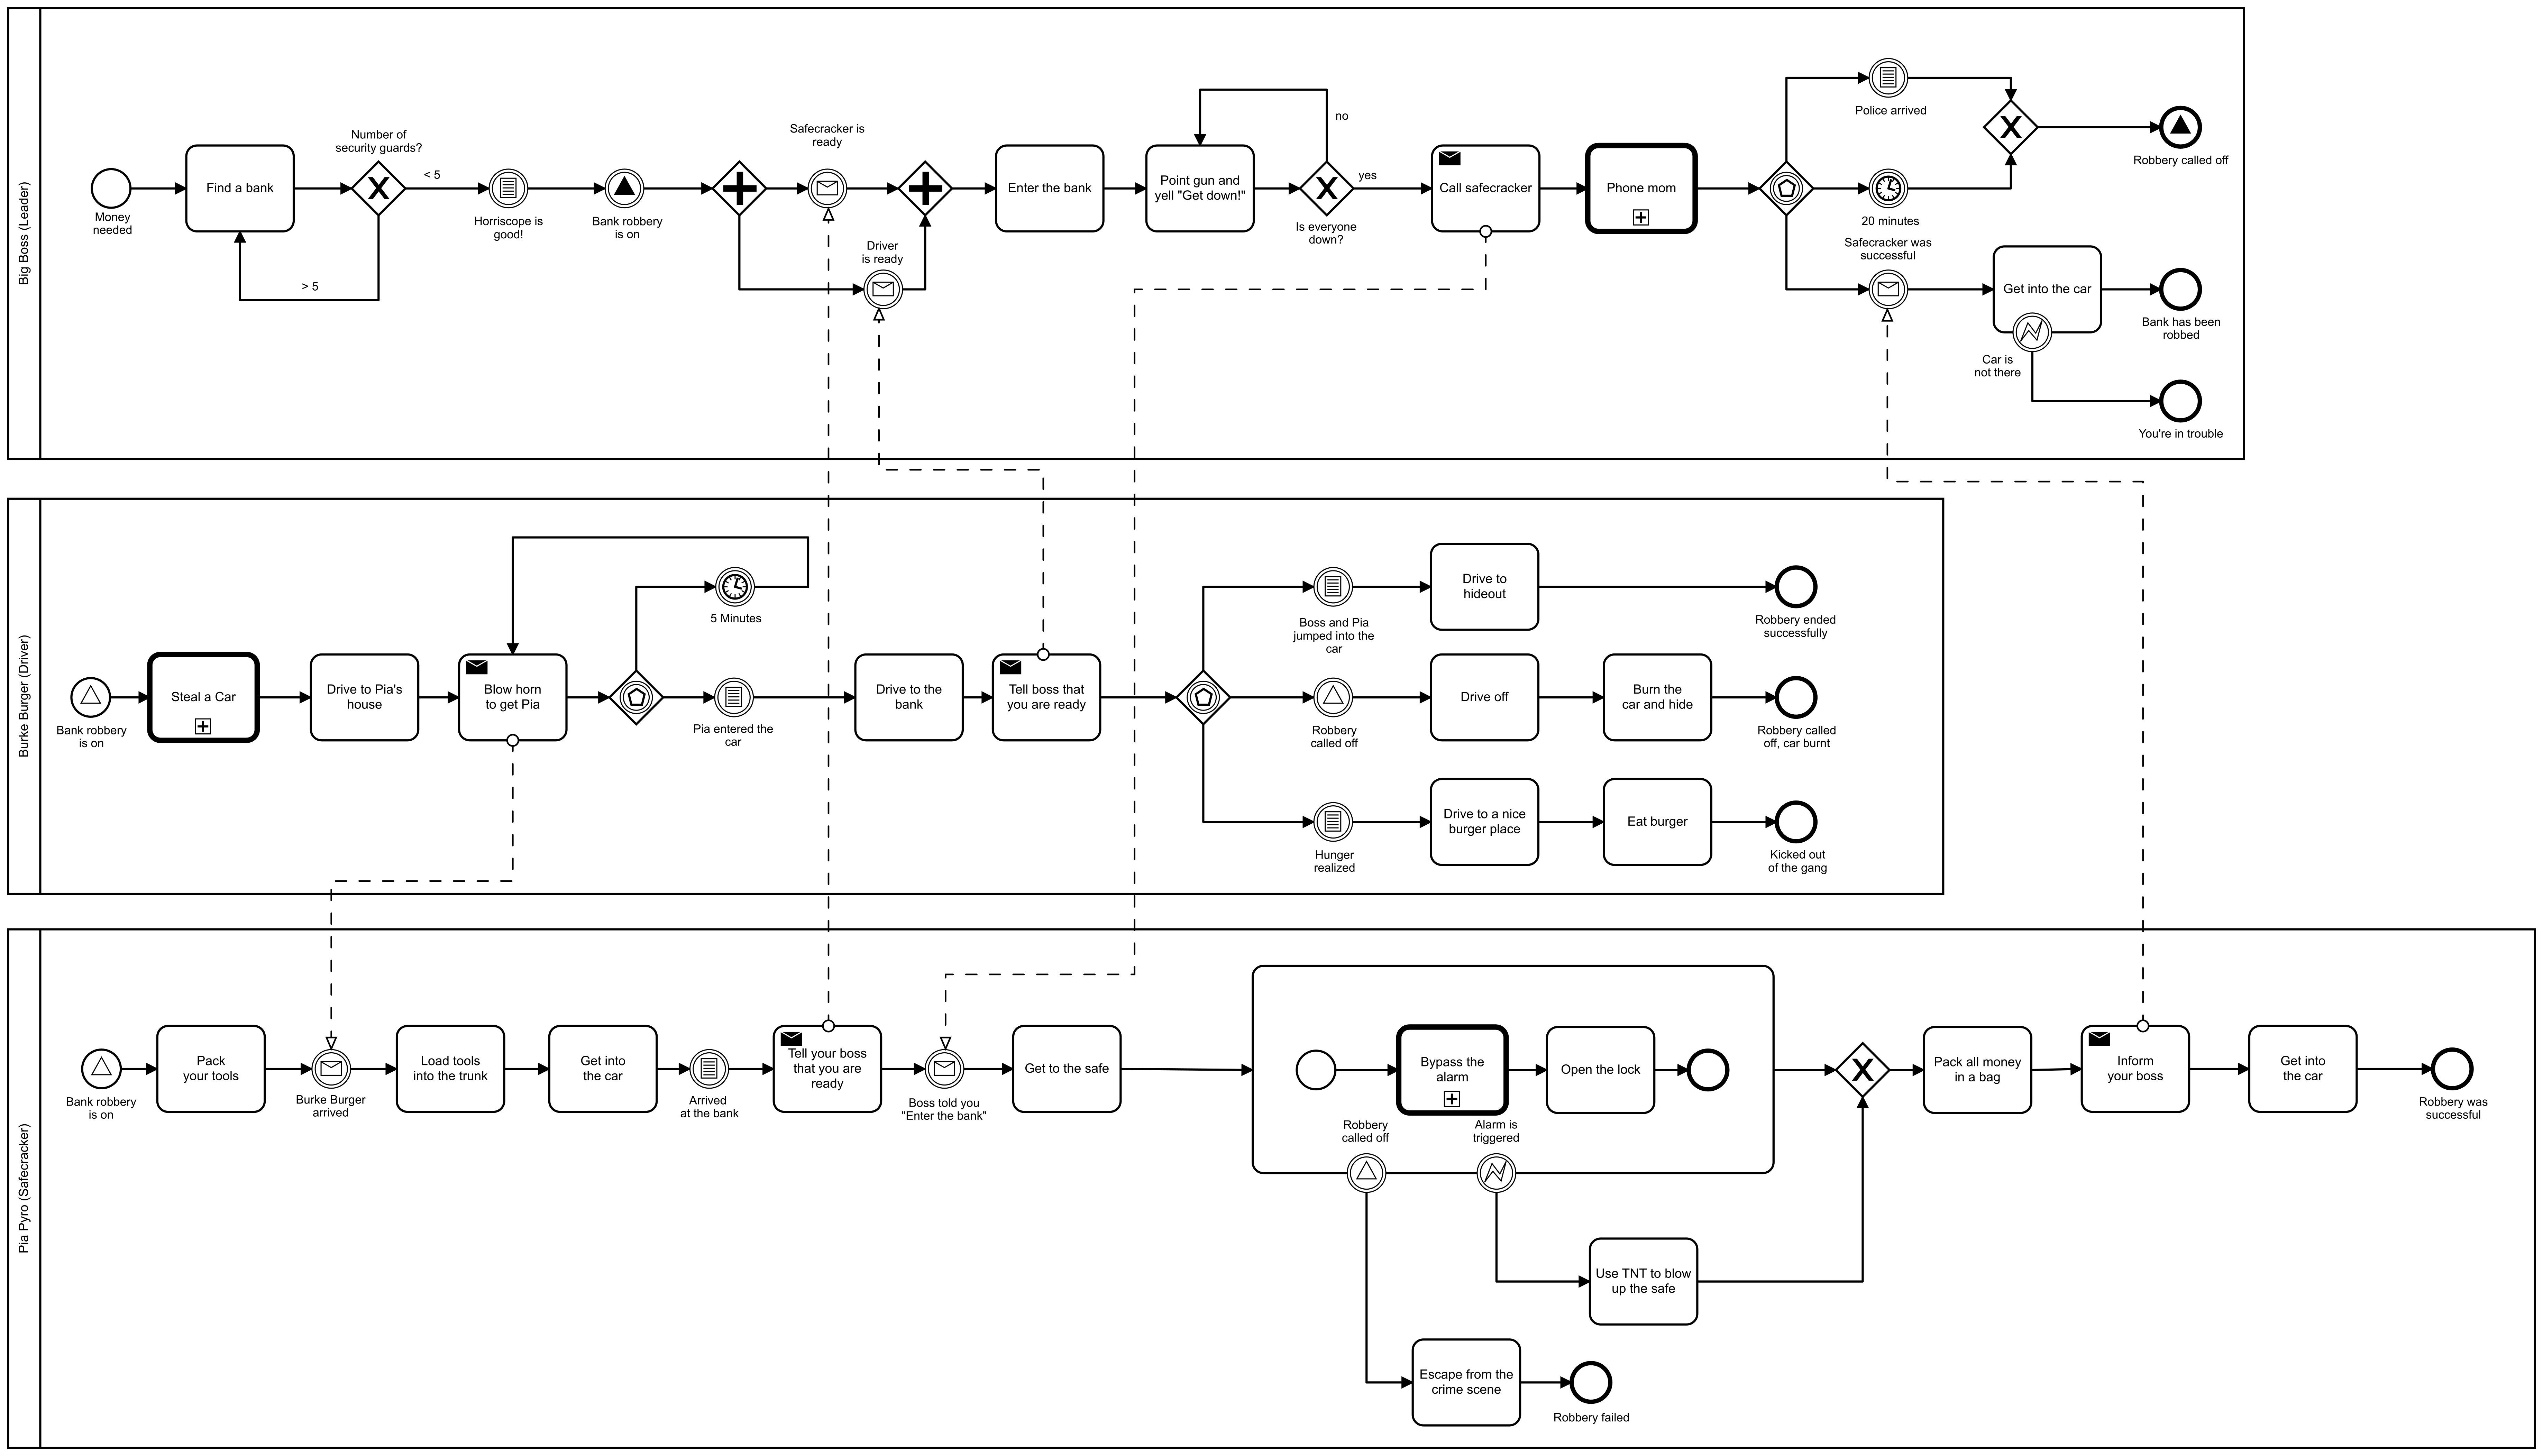 Big Boss (Leader)
Money
needed
Find a bank
Number of
security guards?
< 5
> 5
Horriscope is
good!
Bank robbery
is on
Safecracker is
ready
Driver
is ready
Enter the bank
Point gun and
yell "Get down!"
no
yes
Is everyone
down?
Call safecracker
Phone mom
Police arrived
20 minutes
Safecracker was
successful
Get into the car
Car is
not there
Robbery called off
Bank has been
robbed
You're in trouble
Burke Burger (Driver)
Bank robbery
is on
Steal a Car
Drive to Pia's
house
Blow horn
to get Pia
5 Minutes
Pia entered the
car
Drive to the
bank
Tell boss that
you are ready
Boss and Pia
jumped into the
car
Drive to
hideout
Robbery ended
successfully
Robbery
called off
Drive off
Burn the
car and hide
Robbery called
off, car burnt
Hunger
realized
Drive to a nice
burger place
Eat burger
Kicked out
of the gang
Pia Pyro (Safecracker)
Bank robbery
is on
Pack
your tools
Burke Burger
arrived
Load tools
into the trunk
Get into
the car
Arrived
at the bank
Tell your boss
that you are
ready
Boss told you
"Enter the bank"
Get to the safe
Bypass the
alarm
Open the lock
Robbery
called off
Alarm is
triggered
Use TNT to blow
up the safe
Escape from the
crime scene
Robbery failed
Pack all money
in a bag
Inform
your boss
Get into
the car
Robbery was
successful